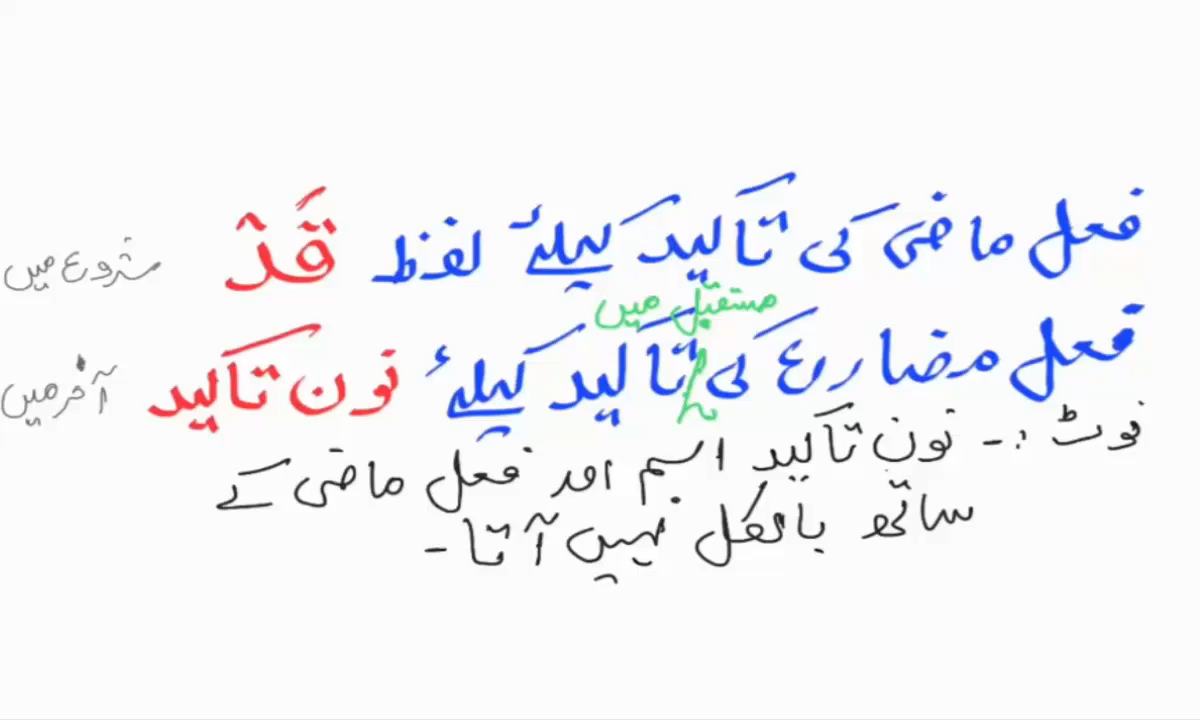 فعل ماضی کی تاکید کیلئے لفظ قَدْ شروع میں
مستقبل میں
فعل مضارع کی تاکید کیلئے نون تاکید آخر میں
نوٹ :- نون تاکید اسم اور فعل ماضی کے
ساتھ بالکل نہیں آتا-